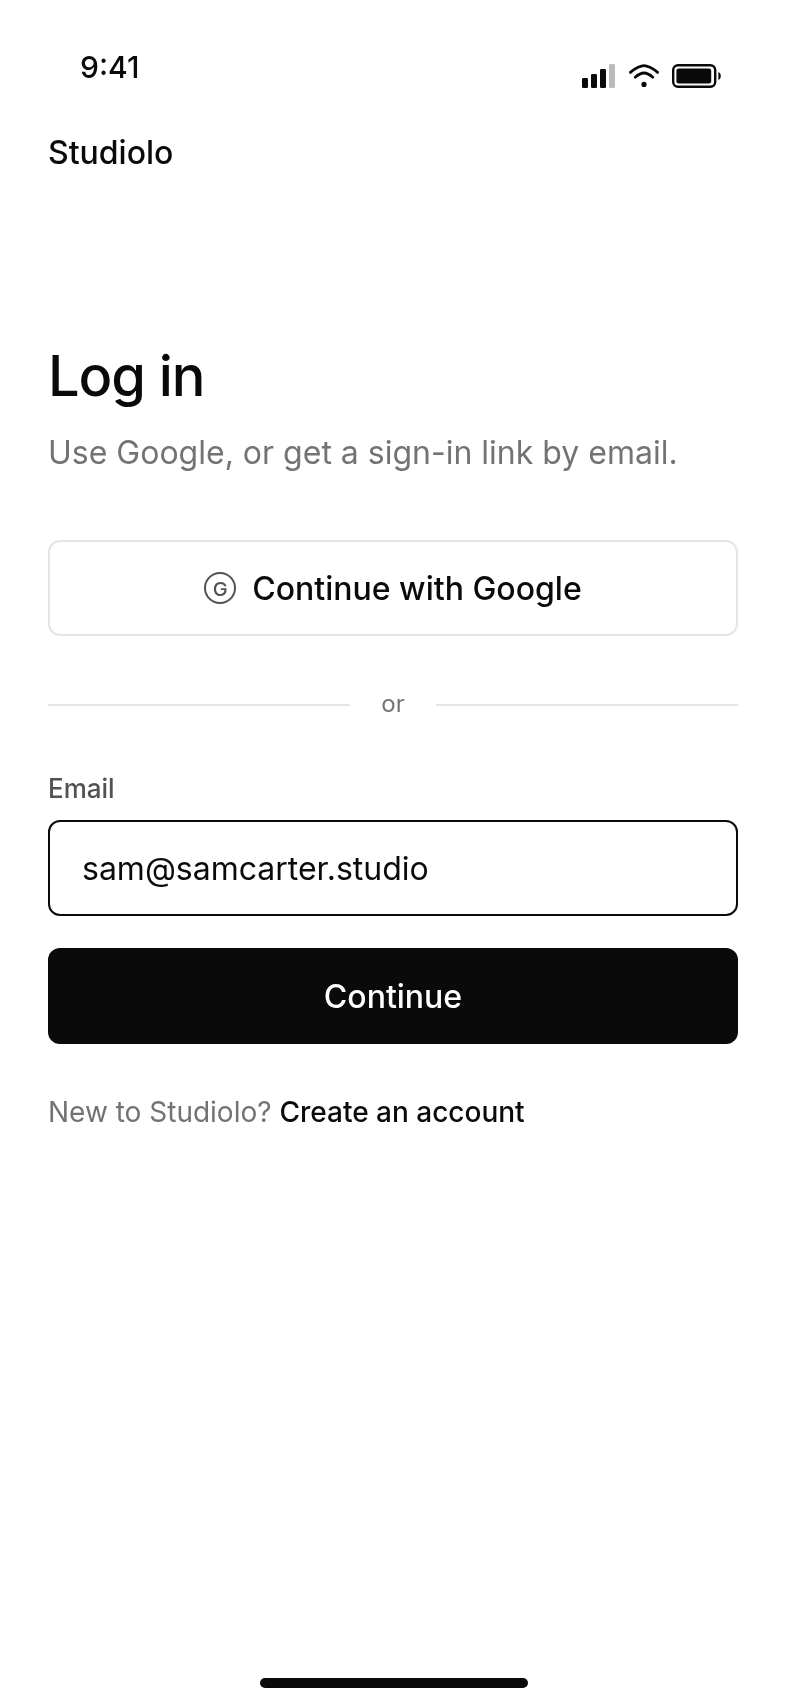 9:41
Studiolo
Log in
Use Google, or get a sign-in link by email.
G Continue with Google
or
Email
sam@samcarter.studio
Continue
New to Studiolo? Create an account